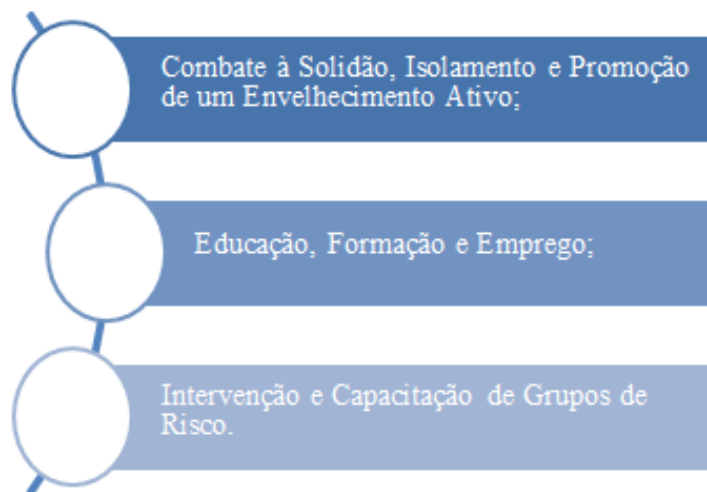 Combate à Solidão, Isolamento e Promoção
de um Envelhecimento Ativo;
Educação, Formação e Emprego;
Intervenção e Capacitação de Grupos de
Risco.